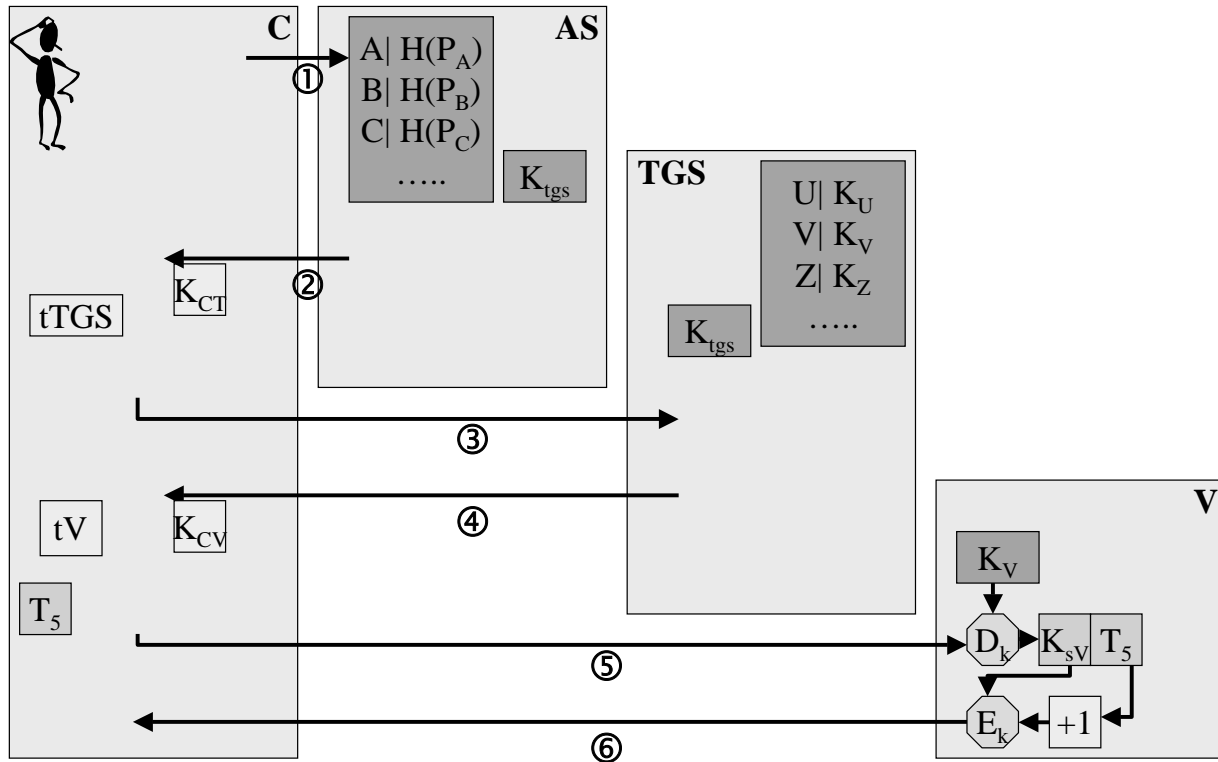 C
AS
A| H(P_A)
B| H(P_B)
C| H(P_C)
…..
K_tgs
①
TGS
U| K_U
V| K_V
Z| K_Z
…..
K_tgs
②
K_CT
tTGS
③
④
tV
K_CV
V
K_V
T_5
D_k
K_sV T_5
⑤
E_k
+1
⑥